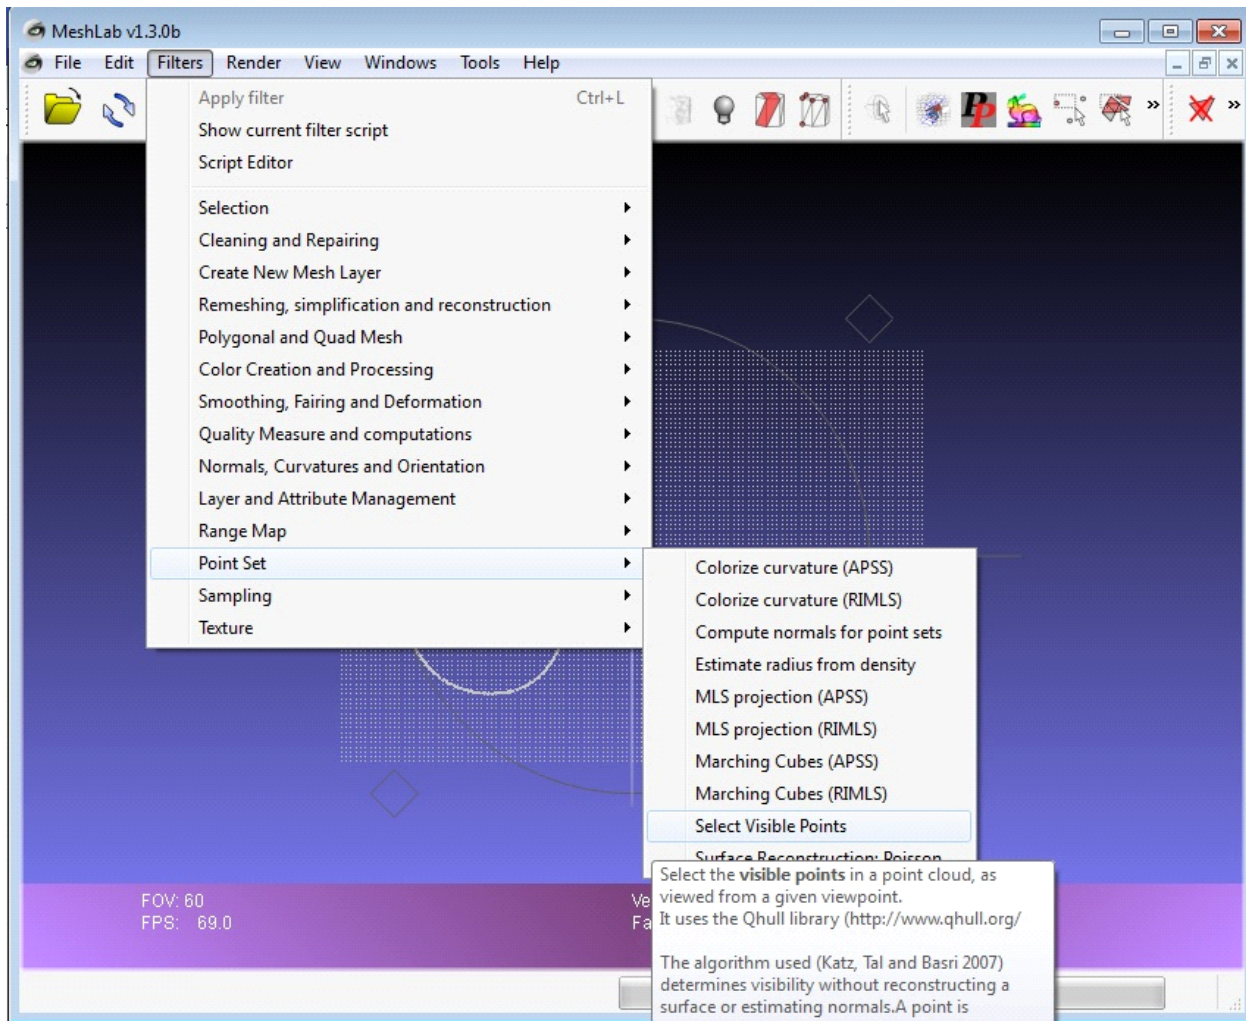 MeshLab v1.3.0b
File Edit Filters Render View Windows Tools Help
Apply filter Ctrl+L
Show current filter script
Script Editor
Selection
Cleaning and Repairing
Create New Mesh Layer
Remeshing, simplification and reconstruction
Polygonal and Quad Mesh
Color Creation and Processing
Smoothing, Fairing and Deformation
Quality Measure and computations
Normals, Curvatures and Orientation
Layer and Attribute Management
Range Map
Point Set
Sampling
Texture
Colorize curvature (APSS)
Colorize curvature (RIMLS)
Compute normals for point sets
Estimate radius from density
MLS projection (APSS)
MLS projection (RIMLS)
Marching Cubes (APSS)
Marching Cubes (RIMLS)
Select Visible Points
Surface Reconstruction: Poisson
Select the visible points in a point cloud, as
viewed from a given viewpoint.
It uses the Qhull library (http://www.qhull.org/
The algorithm used (Katz, Tal and Basri 2007)
determines visibility without reconstructing a
surface or estimating normals.A point is
FOV: 60
FPS: 69.0
Ve
Fa